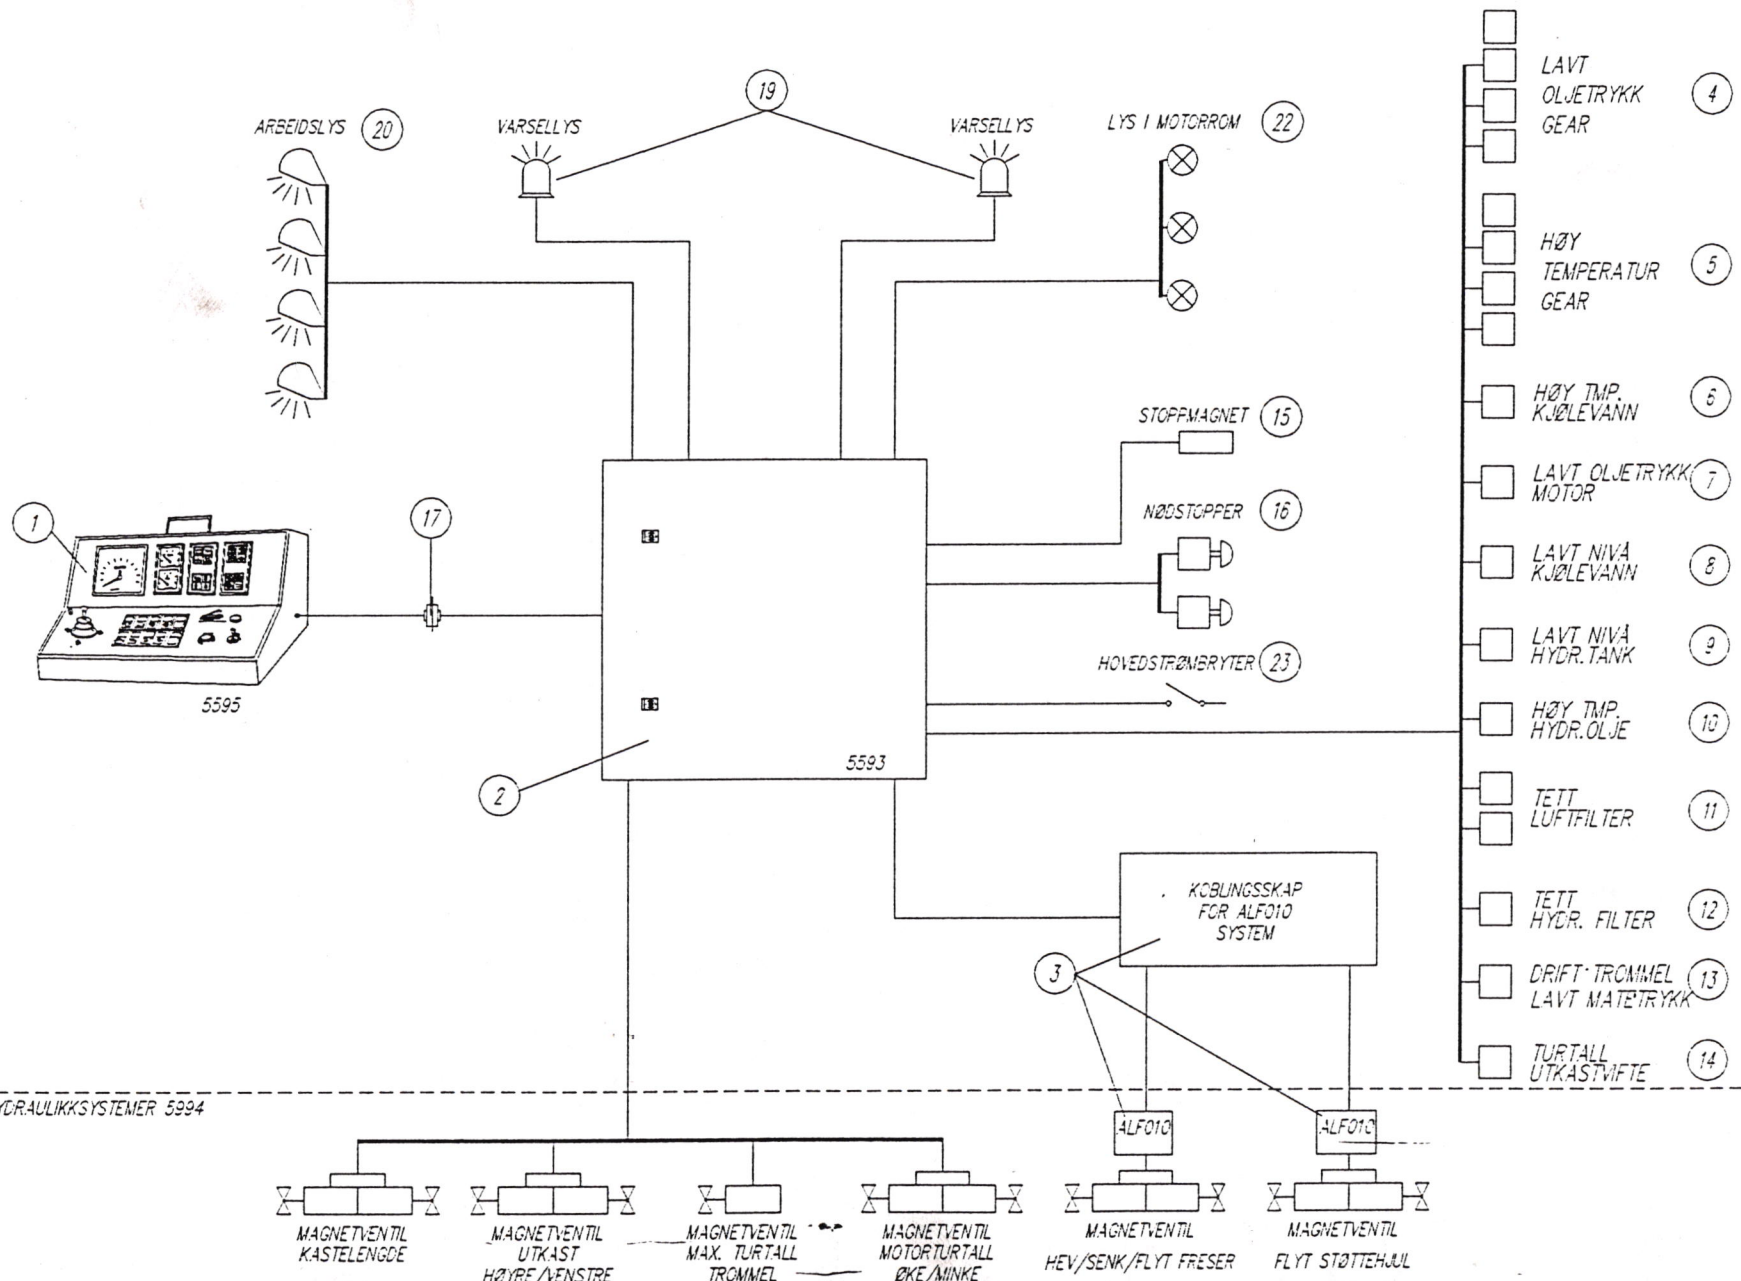 LAVT
OLJETRYKK
GEAR
4
19
ARBEIDSLYS 20
VARSELLYS
VARSELLYS
LYS I MOTORROM 22
HØY
TEMPERATUR
GEAR
5
HØY TMP.
KJØLEVANN
6
STOPPMAGNET 15
LAVT OLJETRYKK
MOTOR
7
1
17
NØDSTOPPER 16
LAVT NIVÅ
KJØLEVANN
8
LAVT NIVÅ
HYDR.TANK
9
HOVEDSTRØMBRYTER 23
5595
HØY TMP.
HYDR.OLJE
10
5593
2
TETT
LUFTFILTER
11
KOBLINGSSKAP
FOR ALF010
SYSTEM
TETT
HYDR. FILTER
12
3
DRIFT TROMMEL
LAVT MATETRYKK
13
TURTALL
UTKASTVIFTE
14
YDRAULIKKSYSTEMER 5994
ALF010
ALF010
MAGNETVENTIL
KASTELENGDE
MAGNETVENTIL
UTKAST
HØYRE/VENSTRE
MAGNETVENTIL
MAX. TURTALL
TROMMEL
MAGNETVENTIL
MOTORTURTALL
ØKE/MINKE
MAGNETVENTIL
HEV/SENK/FLYT FRESER
MAGNETVENTIL
FLYT STØTTEHJUL